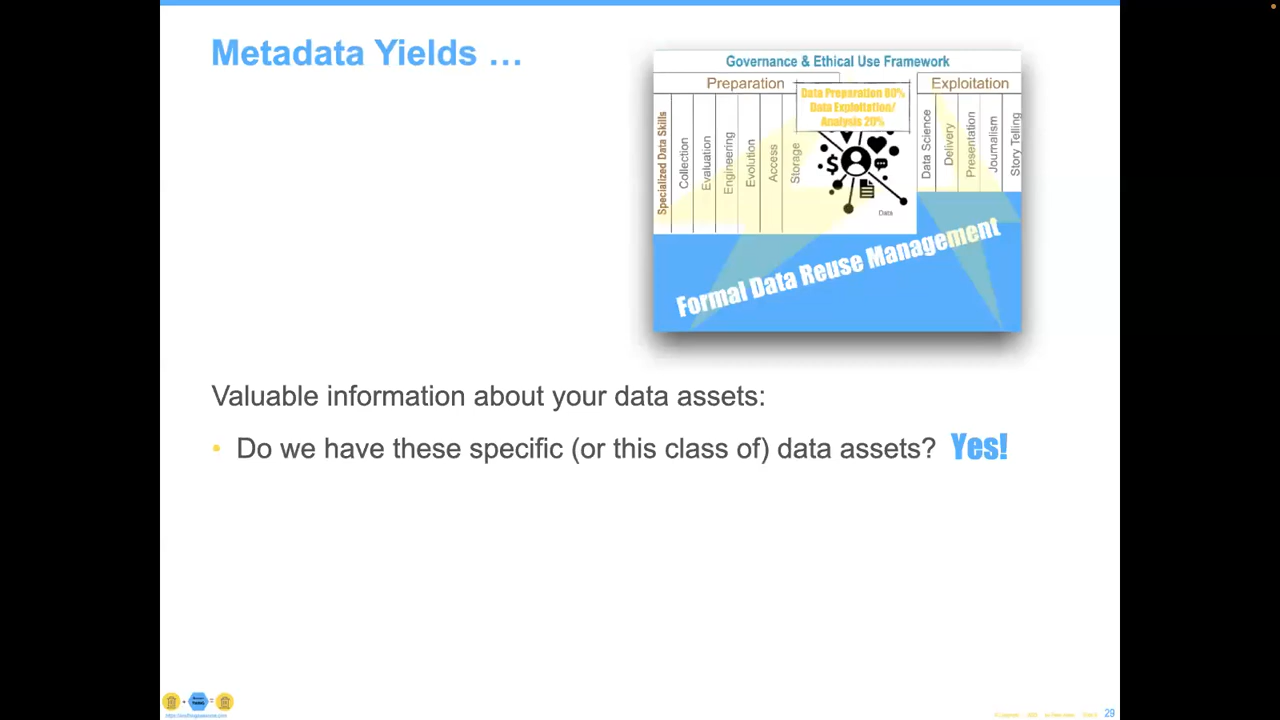 Metadata Yields …
Governance & Ethical Use Framework
Preparation
Exploitation
Data Preparation 80%
Data Exploitation/
Analysis 20%
Specialized Data Skills
Collection
Evaluation
Engineering
Evolution
Access
Storage
Data
Data Science
Delivery
Presentation
Journalism
Story Telling
Formal Data Reuse Management
Valuable information about your data assets:
• Do we have these specific (or this class of) data assets? Yes!
29